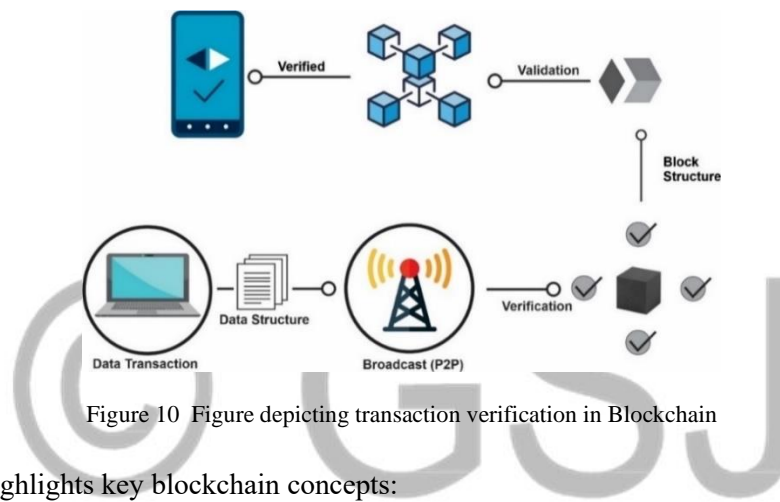 Verified
Validation
Block
Structure
Verification
Data Structure
Data Transaction
Broadcast (P2P)
Figure 10 Figure depicting transaction verification in Blockchain
© GSJ
ghlights key blockchain concepts: